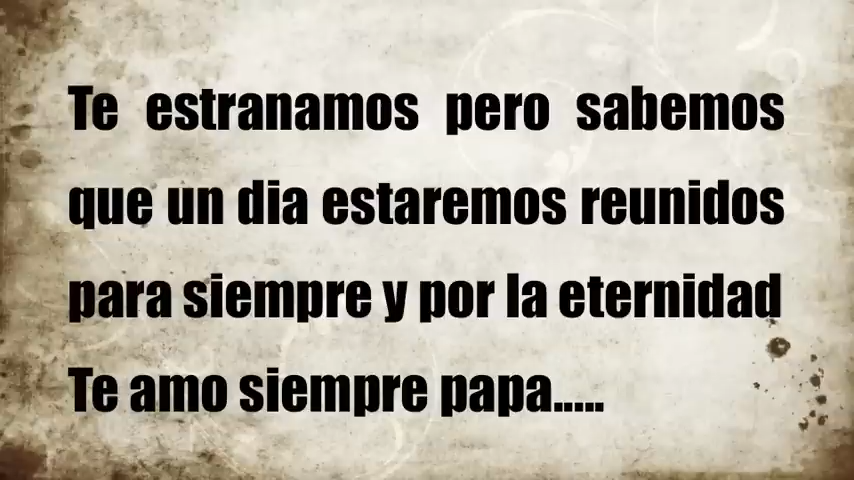 Te estranamos pero sabemos
que un dia estaremos reunidos
para siempre y por la eternidad
Te amo siempre papa.....